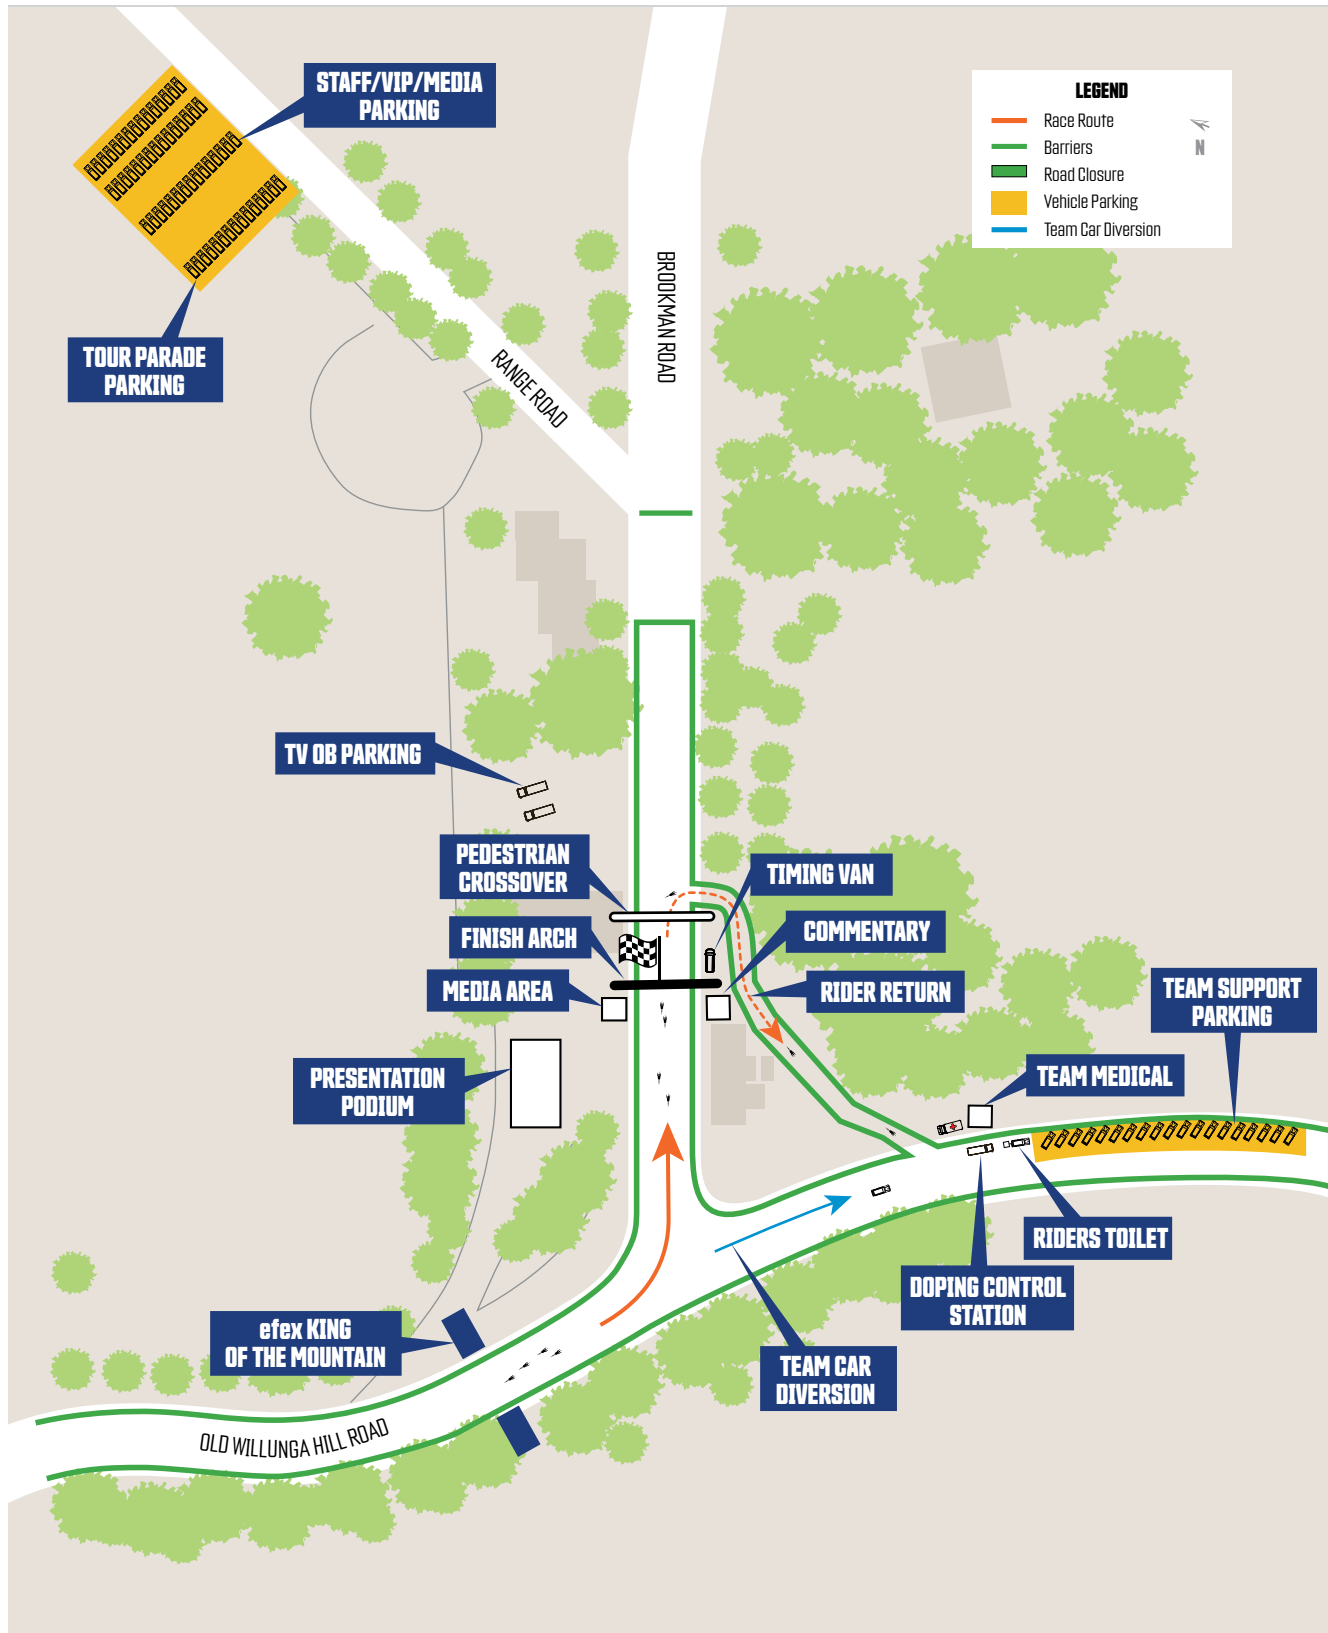 STAFF/VIP/MEDIA
PARKING
LEGEND
Race Route
Barriers
N
Road Closure
Vehicle Parking
Team Car Diversion
BROOKMAN ROAD
TOUR PARADE
PARKING
RANGE ROAD
TV OB PARKING
PEDESTRIAN
CROSSOVER
TIMING VAN
FINISH ARCH
COMMENTARY
MEDIA AREA
RIDER RETURN
TEAM SUPPORT
PARKING
PRESENTATION
PODIUM
TEAM MEDICAL
RIDERS TOILET
DOPING CONTROL
STATION
efex KING
OF THE MOUNTAIN
TEAM CAR
DIVERSION
OLD WILLUNGA HILL ROAD